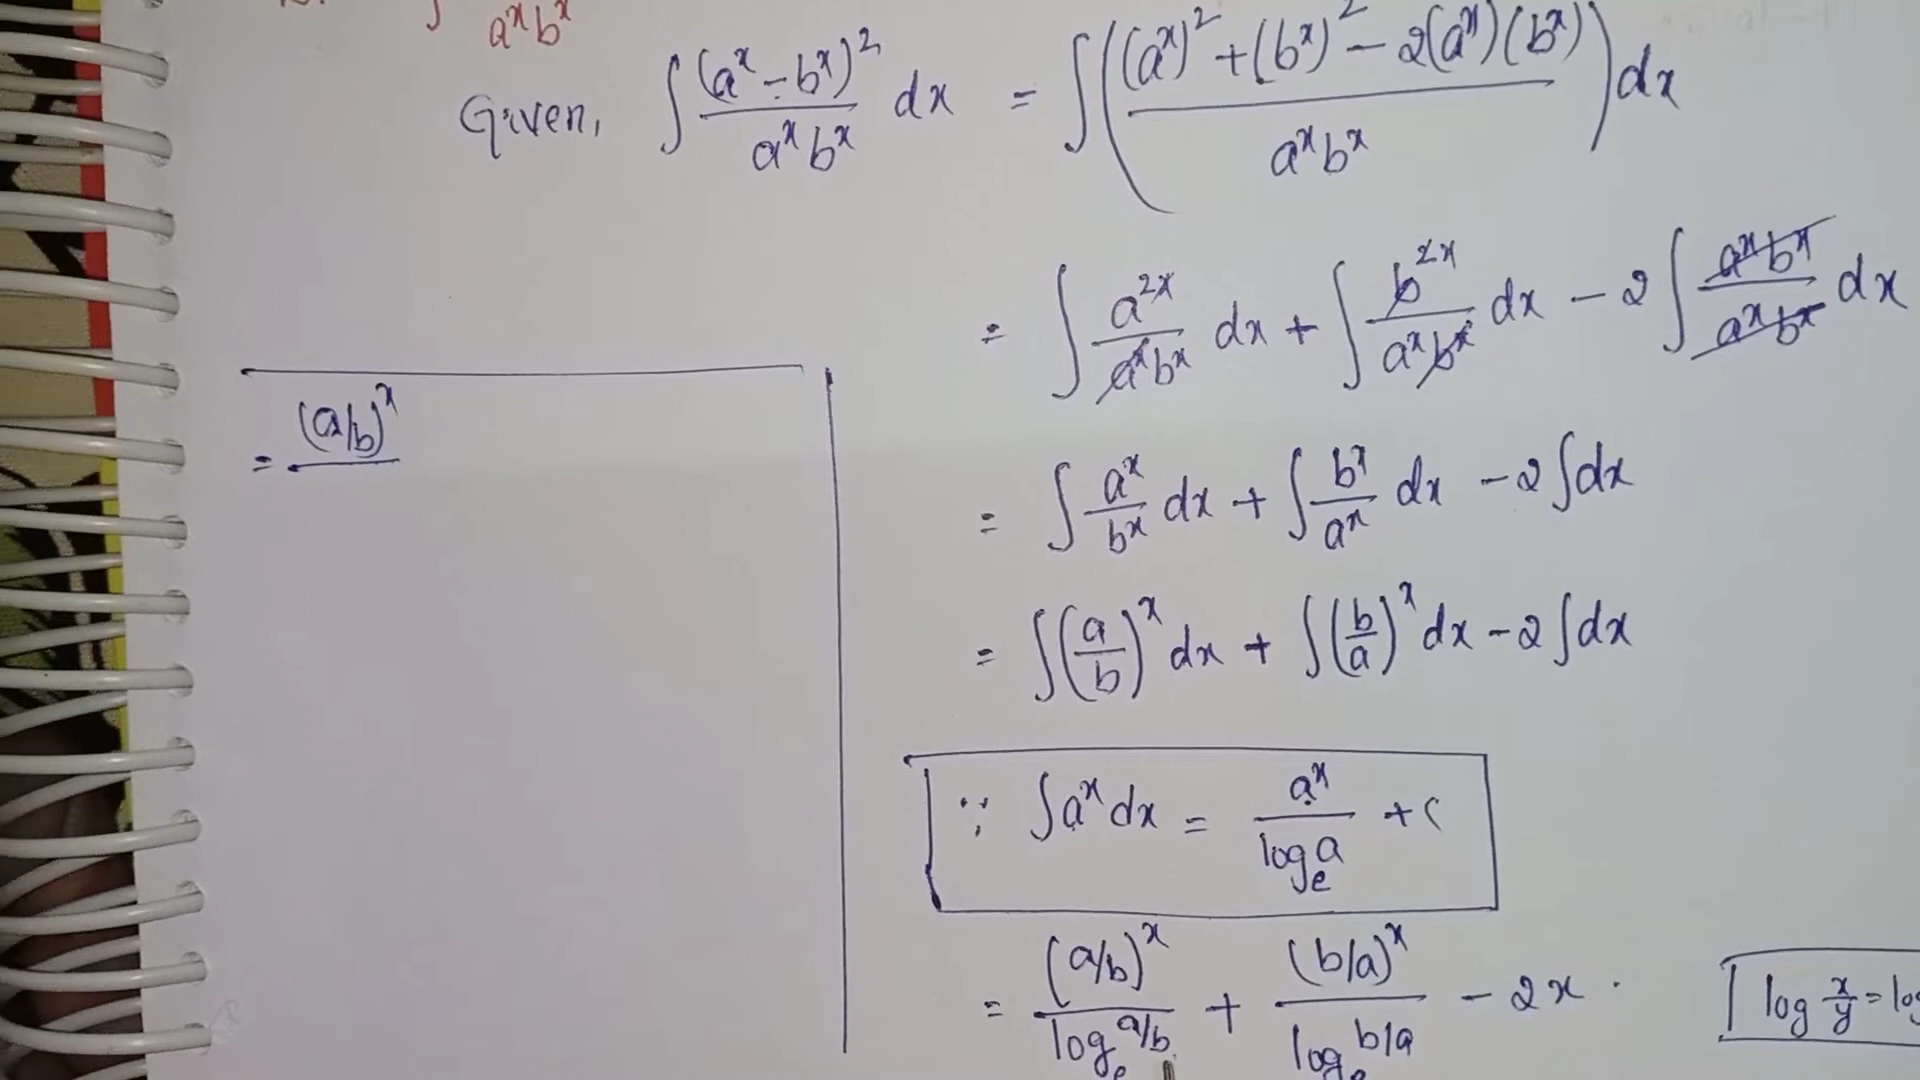 ∫ a^x b^x
Given, ∫ (a^x - b^x)^2 / a^x b^x dx = ∫ ( ((a^x)^2 + (b^x)^2 - 2(a^x)(b^x)) / a^x b^x ) dx
= ∫ a^2x / a^x b^x dx + ∫ b^2x / a^x b^x dx - 2 ∫ a^x b^x / a^x b^x dx
= ∫ a^x / b^x dx + ∫ b^x / a^x dx - 2 ∫ dx
= ∫ (a/b)^x dx + ∫ (b/a)^x dx - 2 ∫ dx
∵ ∫ a^x dx = a^x / log_e a + c
= (a/b)^x / log_e a/b + (b/a)^x / log_e b/a - 2x .
log x/y = log
= (a/b)^x